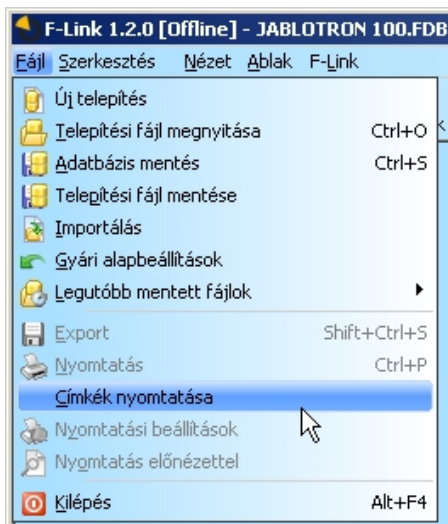 F-Link 1.2.0 [Offline] - JABLOTRON 100.FDB
Fájl Szerkesztés Nézet Ablak F-Link
Új telepítés
Telepítési fájl megnyitása Ctrl+O
Adatbázis mentés Ctrl+S
Telepítési fájl mentése
Importálás
Gyári alapbeállítások
Legutóbb mentett fájlok
Export Shift+Ctrl+S
Nyomtatás Ctrl+P
Címkék nyomtatása
Nyomtatási beállítások
Nyomtatás előnézettel
Kilépés Alt+F4